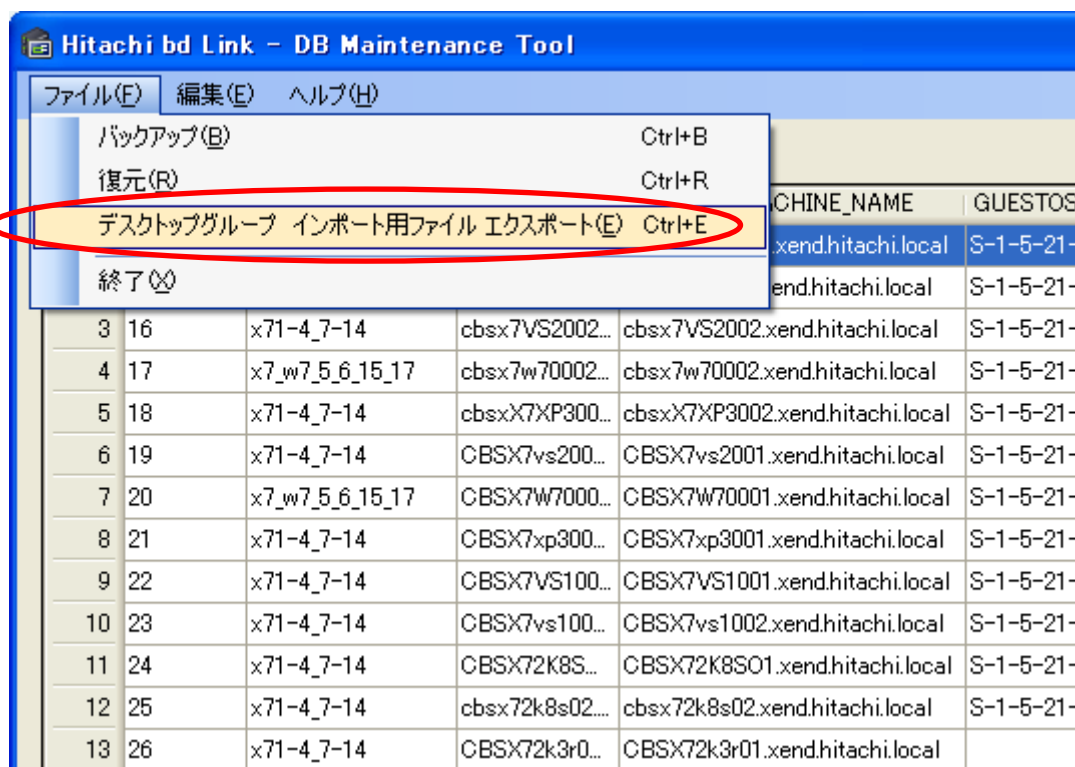 Hitachi bd Link - DB Maintenance Tool
ファイル(F) 編集(E) ヘルプ(H)
バックアップ(B) Ctrl+B
復元(R) Ctrl+R
デスクトップグループ インポート用ファイル エクスポート(E) Ctrl+E
終了(X)
CHINE_NAME GUESTOS
.xend.hitachi.local S-1-5-21-
end.hitachi.local S-1-5-21-
3 16 x71-4_7-14 cbsx7VS2002... cbsx7VS2002.xend.hitachi.local S-1-5-21-
4 17 x7_w7_5_6_15_17 cbsx7w70002... cbsx7w70002.xend.hitachi.local S-1-5-21-
5 18 x71-4_7-14 cbsxX7XP300... cbsxX7XP3002.xend.hitachi.local S-1-5-21-
6 19 x71-4_7-14 CBSX7vs200... CBSX7vs2001.xend.hitachi.local S-1-5-21-
7 20 x7_w7_5_6_15_17 CBSX7W7000... CBSX7W70001.xend.hitachi.local S-1-5-21-
8 21 x71-4_7-14 CBSX7xp300... CBSX7xp3001.xend.hitachi.local S-1-5-21-
9 22 x71-4_7-14 CBSX7VS100... CBSX7VS1001.xend.hitachi.local S-1-5-21-
10 23 x71-4_7-14 CBSX7vs100... CBSX7vs1002.xend.hitachi.local S-1-5-21-
11 24 x71-4_7-14 CBSX72K8S... CBSX72K8SO1.xend.hitachi.local S-1-5-21-
12 25 x71-4_7-14 cbsx72k8s02.... cbsx72k8s02.xend.hitachi.local S-1-5-21-
13 26 x71-4_7-14 CBSX72k3r0... CBSX72k3r01.xend.hitachi.local